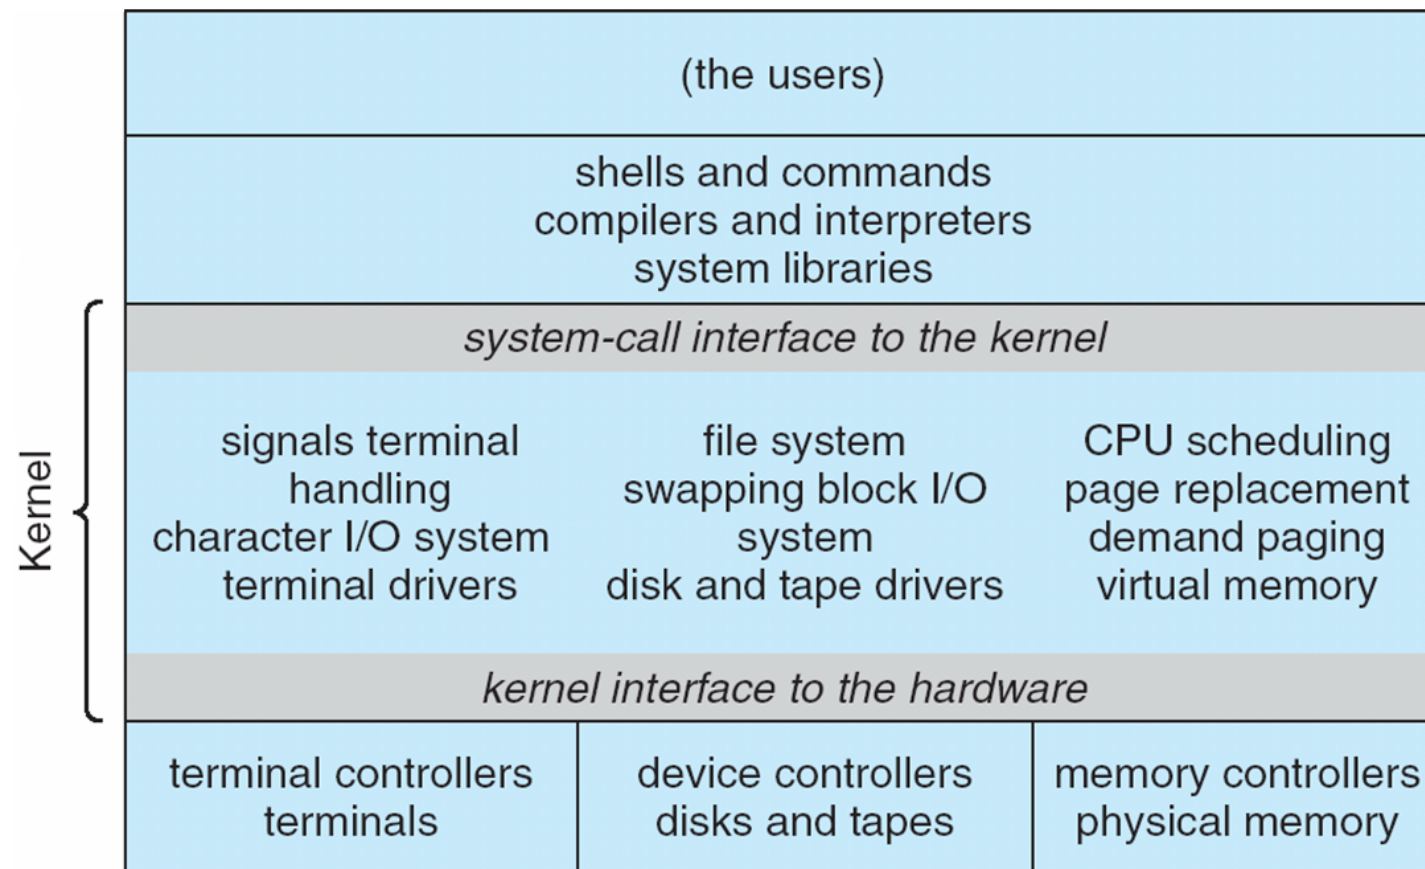 (the users)
shells and commands
compilers and interpreters
system libraries
Kernel
system-call interface to the kernel
signals terminal
handling
character I/O system
terminal drivers
file system
swapping block I/O
system
disk and tape drivers
CPU scheduling
page replacement
demand paging
virtual memory
kernel interface to the hardware
terminal controllers
terminals
device controllers
disks and tapes
memory controllers
physical memory